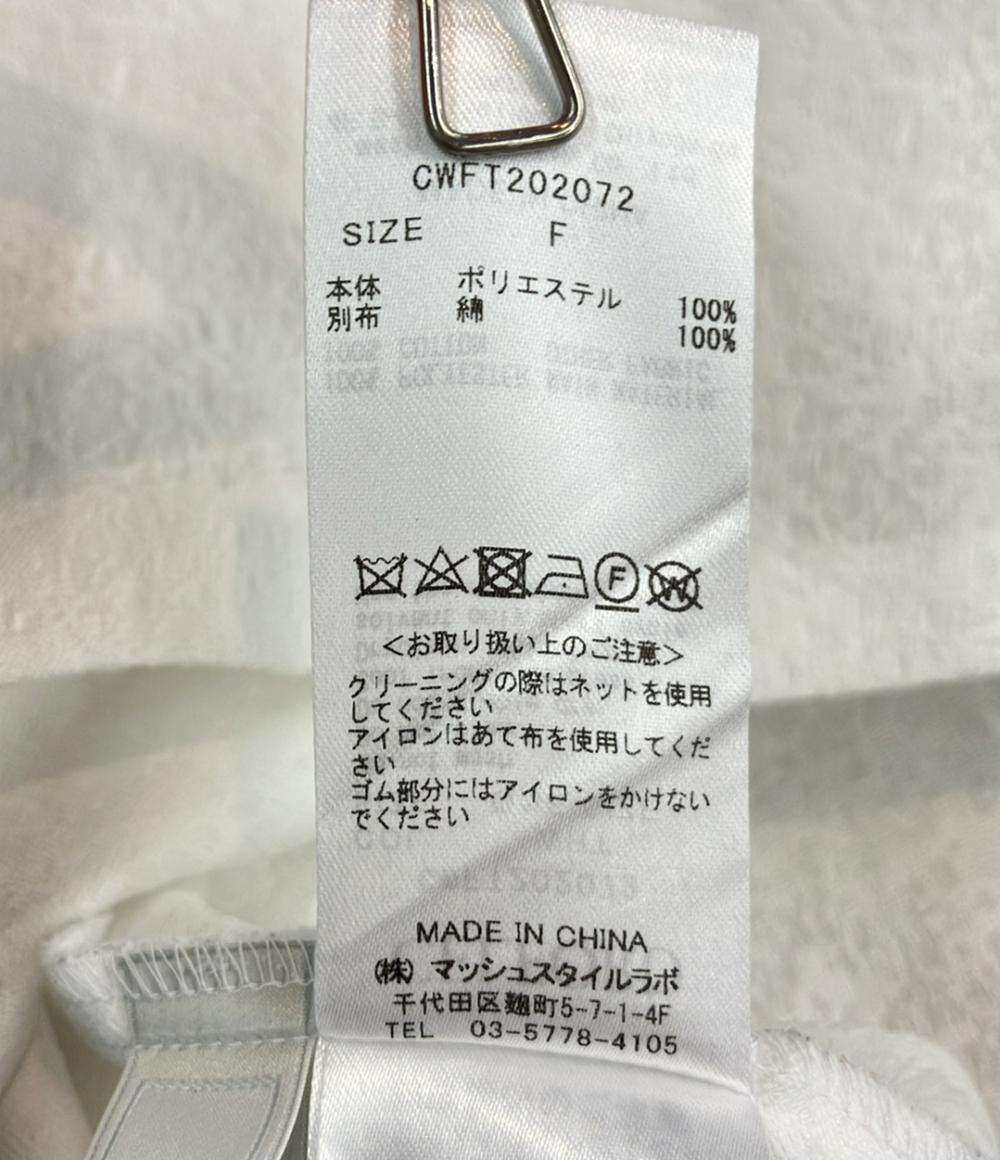 CWFT202072
SIZE F
本体 ポリエステル 100%
別布 綿 100%
F
W
<お取り扱い上のご注意>
クリーニングの際はネットを使用
してください
アイロンはあて布を使用してくだ
さい
ゴム部分にはアイロンをかけない
でください
MADE IN CHINA
(株) マッシュスタイルラボ
千代田区麹町5-7-1-4F
TEL 03-5778-4105